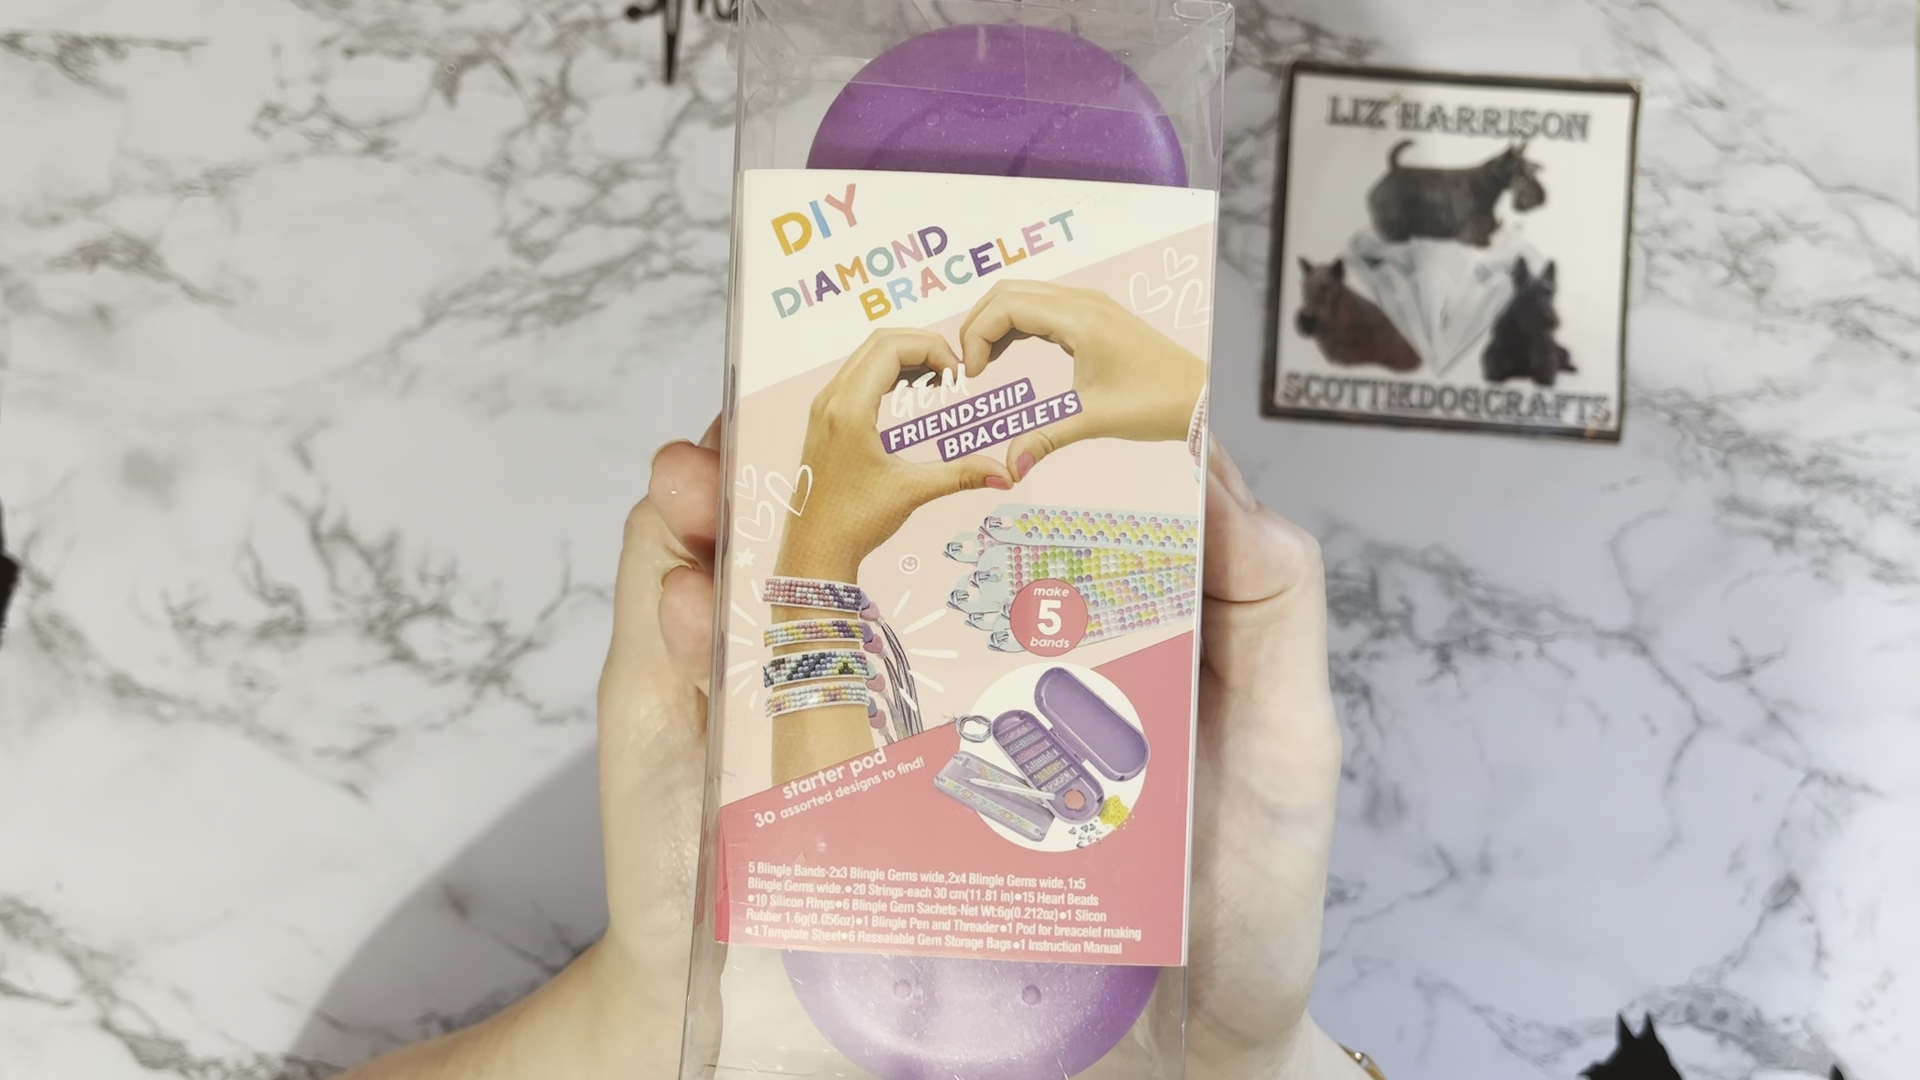 DIY
DIAMOND
BRACELET
GEM
FRIENDSHIP
BRACELETS
make
5
bands
starter pod
30 assorted designs to find!
5 Blingle Bands-2x3 Blingle Gems wide,2x4 Blingle Gems wide,1x5
Blingle Gems wide.●20 Strings-each 30 cm(11.81 in)●15 Heart Beads
●10 Silicon Rings●6 Blingle Gem Sachets-Net Wt:6g(0.212oz)●1 Slicon
Rubber 1.6g(0.056oz)●1 Blingle Pen and Threader●1 Pod for breacelet making
●1 Template Sheet●6 Resealable Gem Storage Bags●1 Instruction Manual
LIZ HARRISON
SCOTTIEDOGCRAFTS